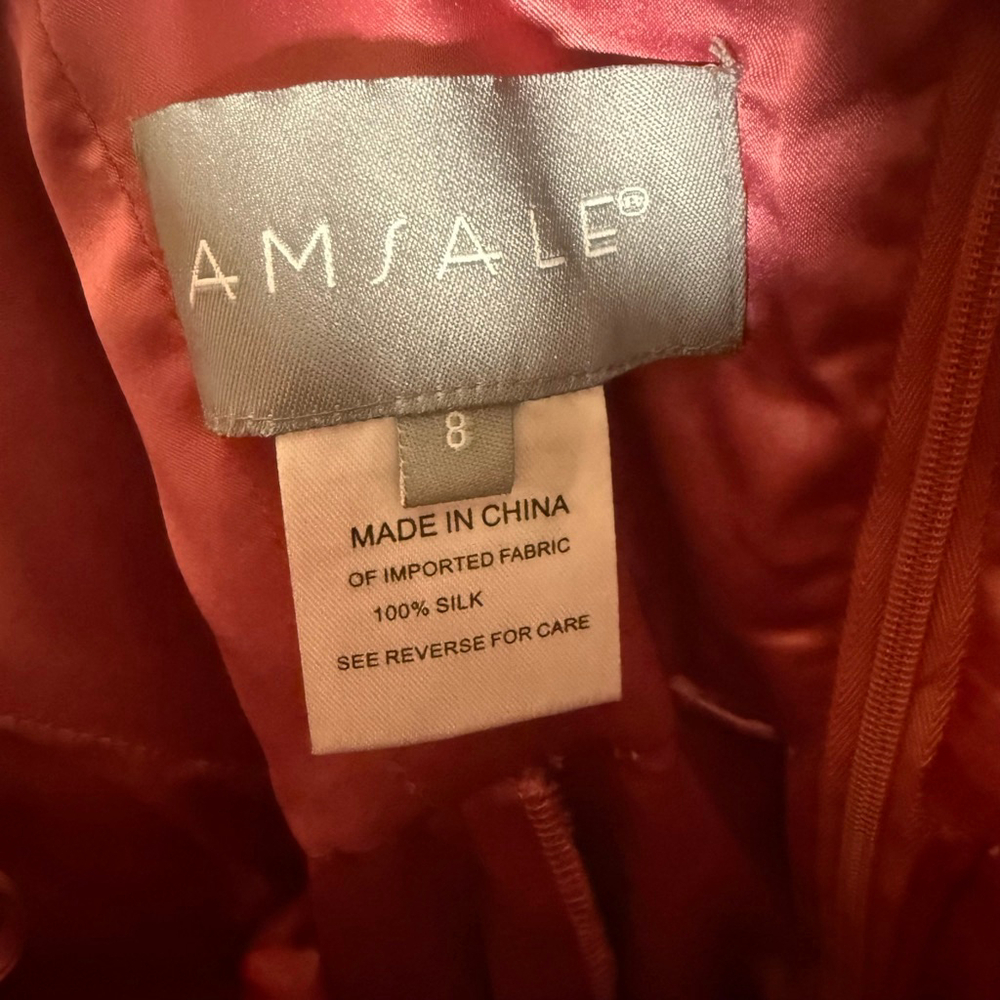 AMSALE®
8
MADE IN CHINA
OF IMPORTED FABRIC
100% SILK
SEE REVERSE FOR CARE